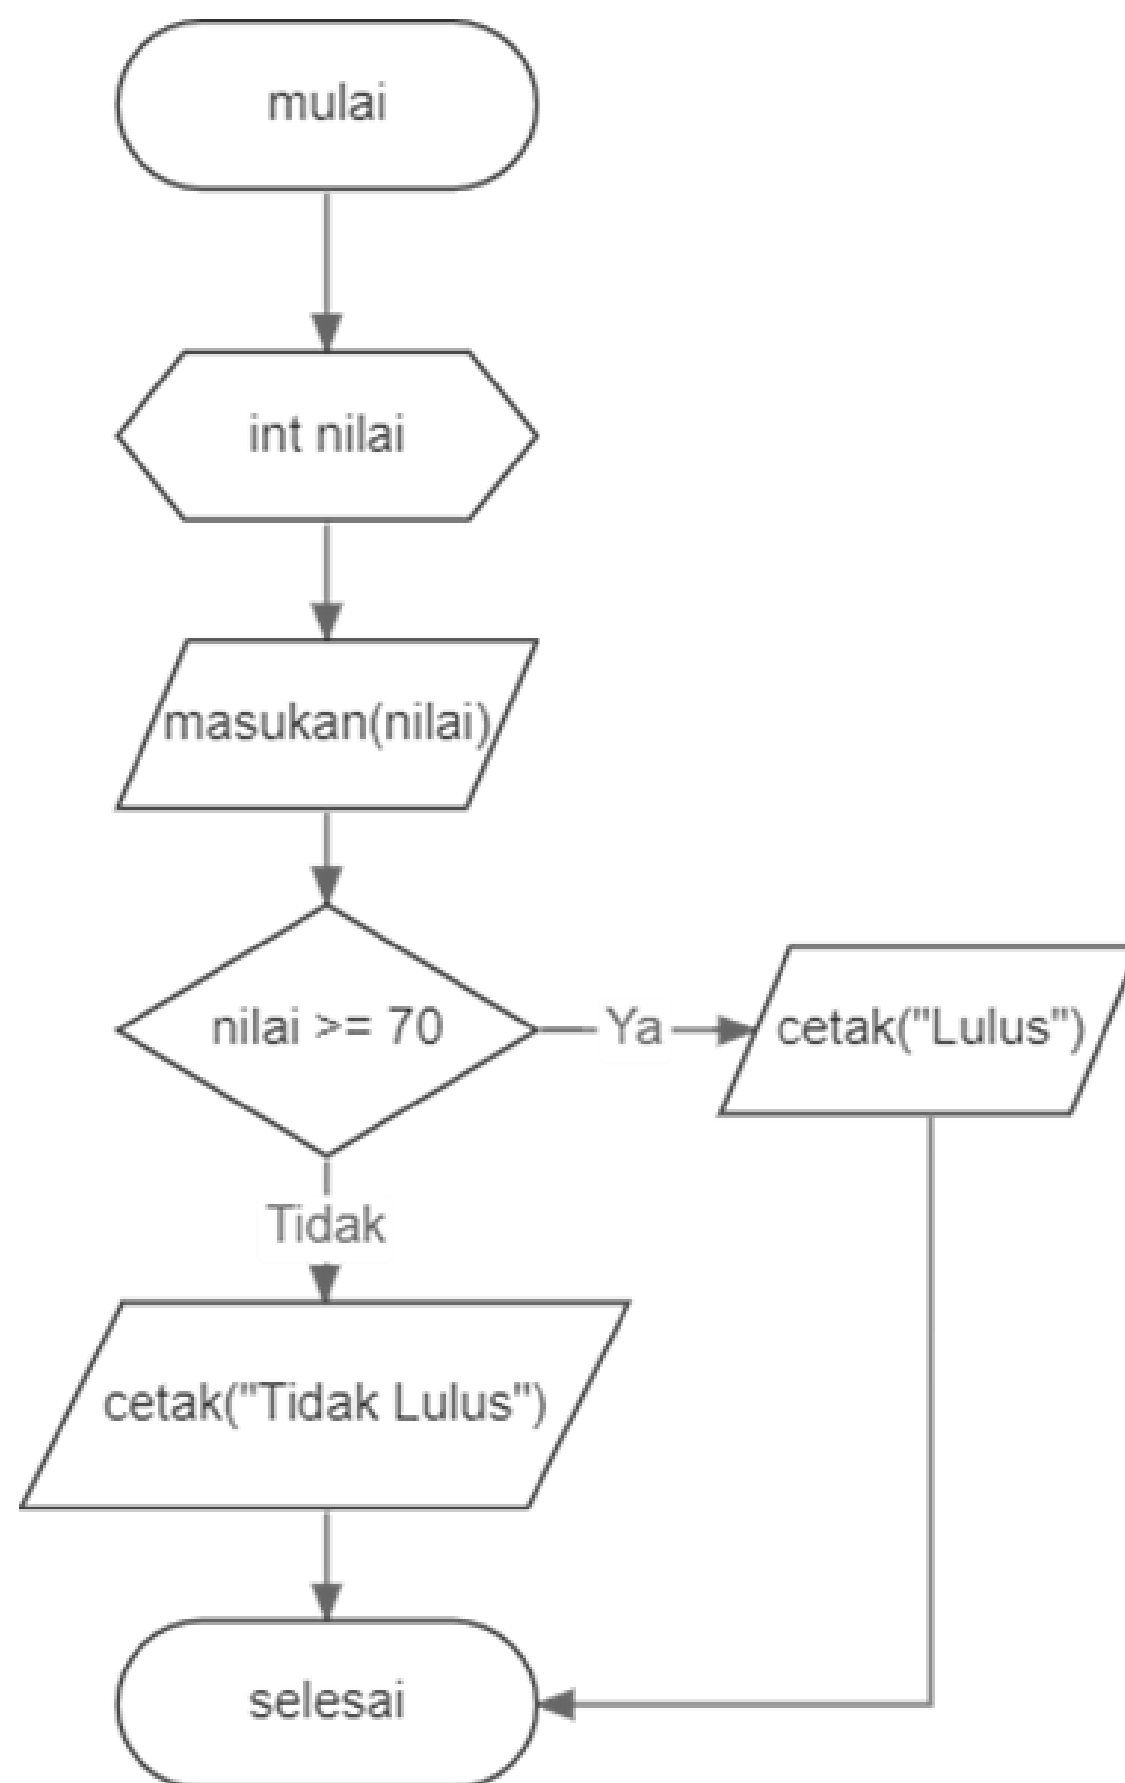 mulai
int nilai
masukan(nilai)
nilai >= 70
Ya
cetak("Lulus")
Tidak
cetak("Tidak Lulus")
selesai